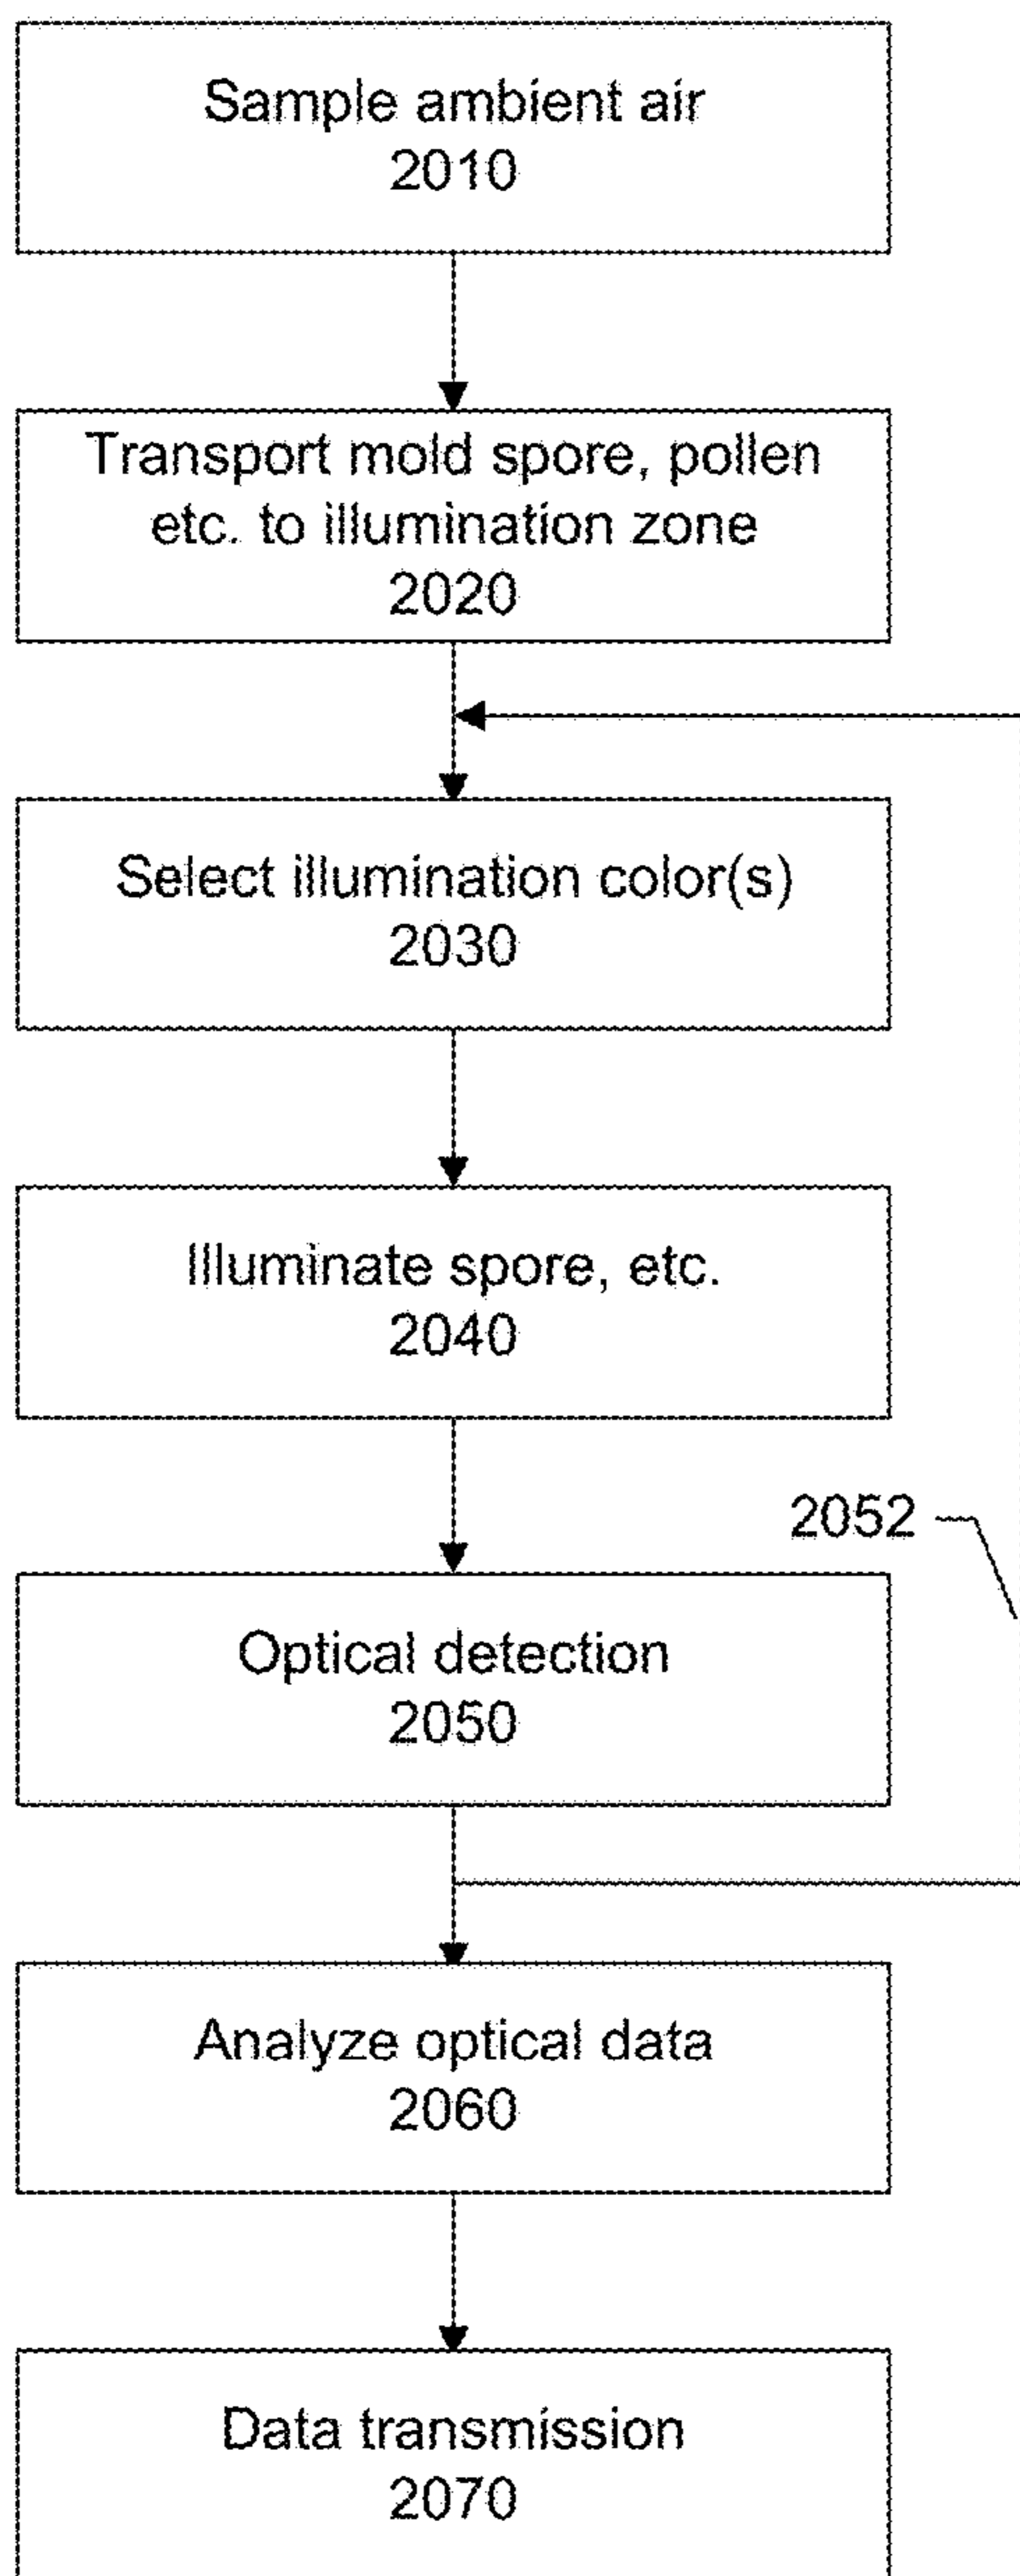 Sample ambient air
2010
Transport mold spore, pollen
etc. to illumination zone
2020
Select illumination color(s)
2030
Illuminate spore, etc.
2040
2052
Optical detection
2050
Analyze optical data
2060
Data transmission
2070